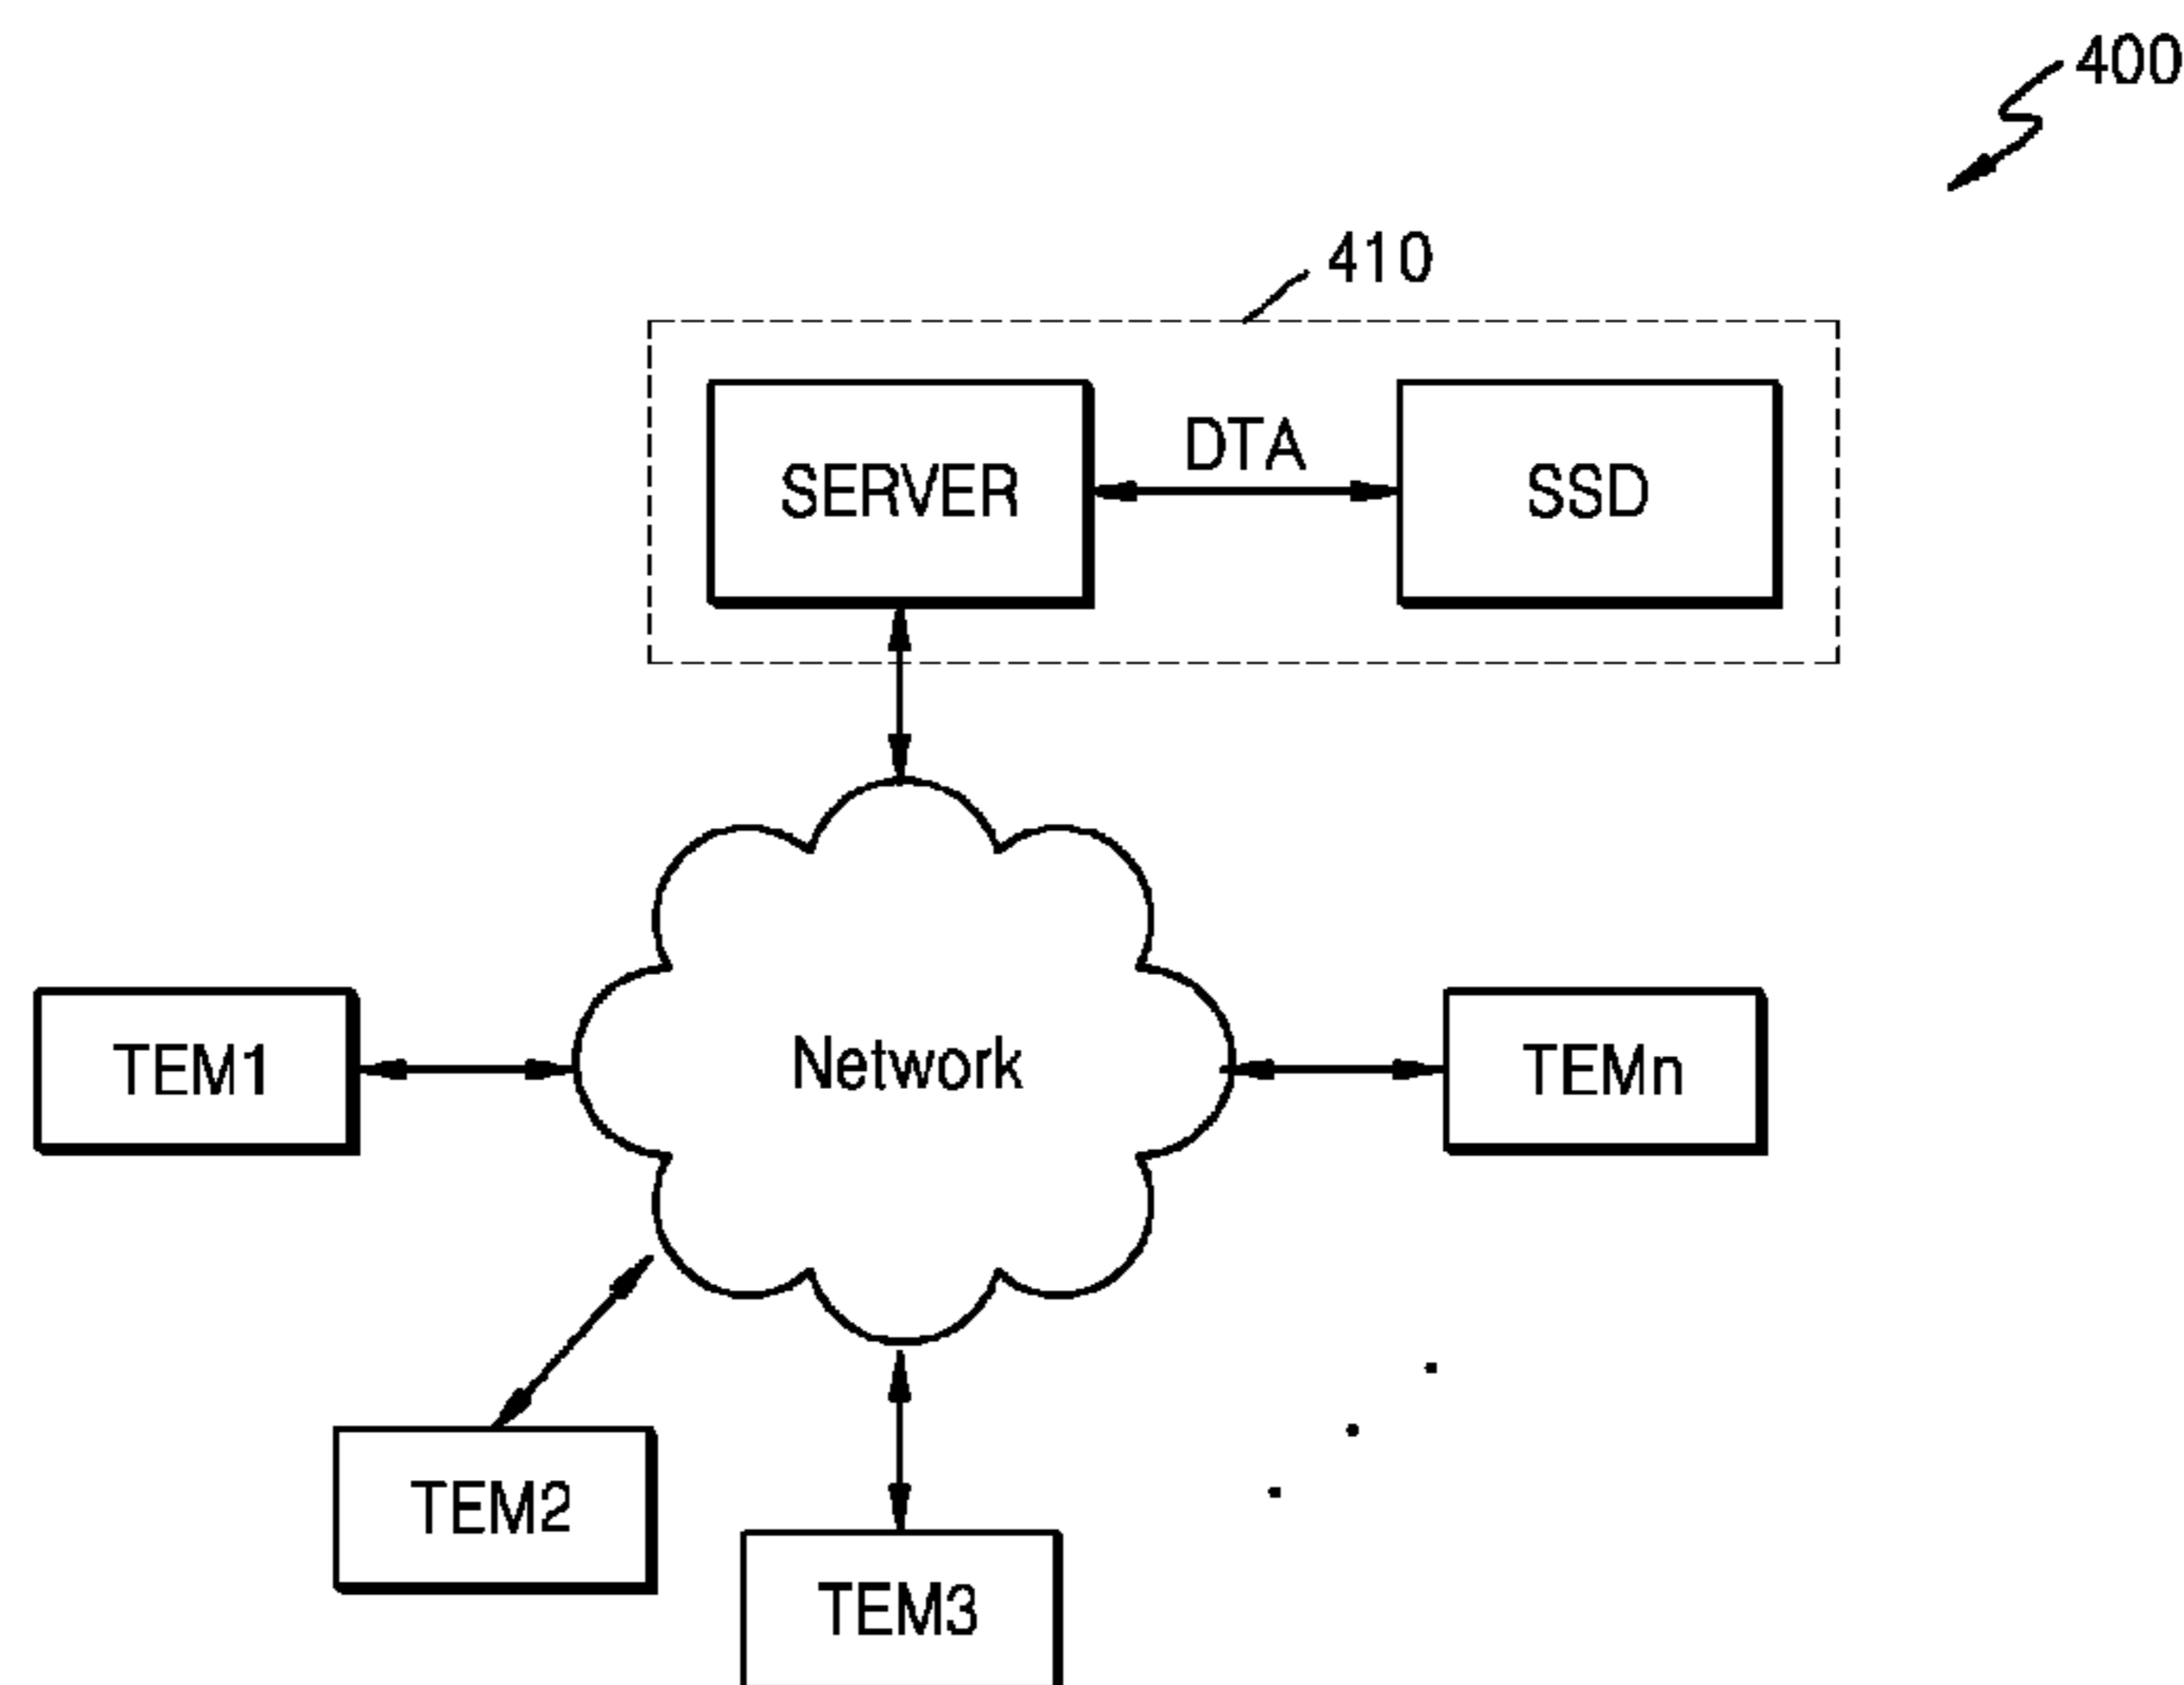 400
410
SERVER
DTA
SSD
Network
TEM1
TEMn
TEM2
TEM3